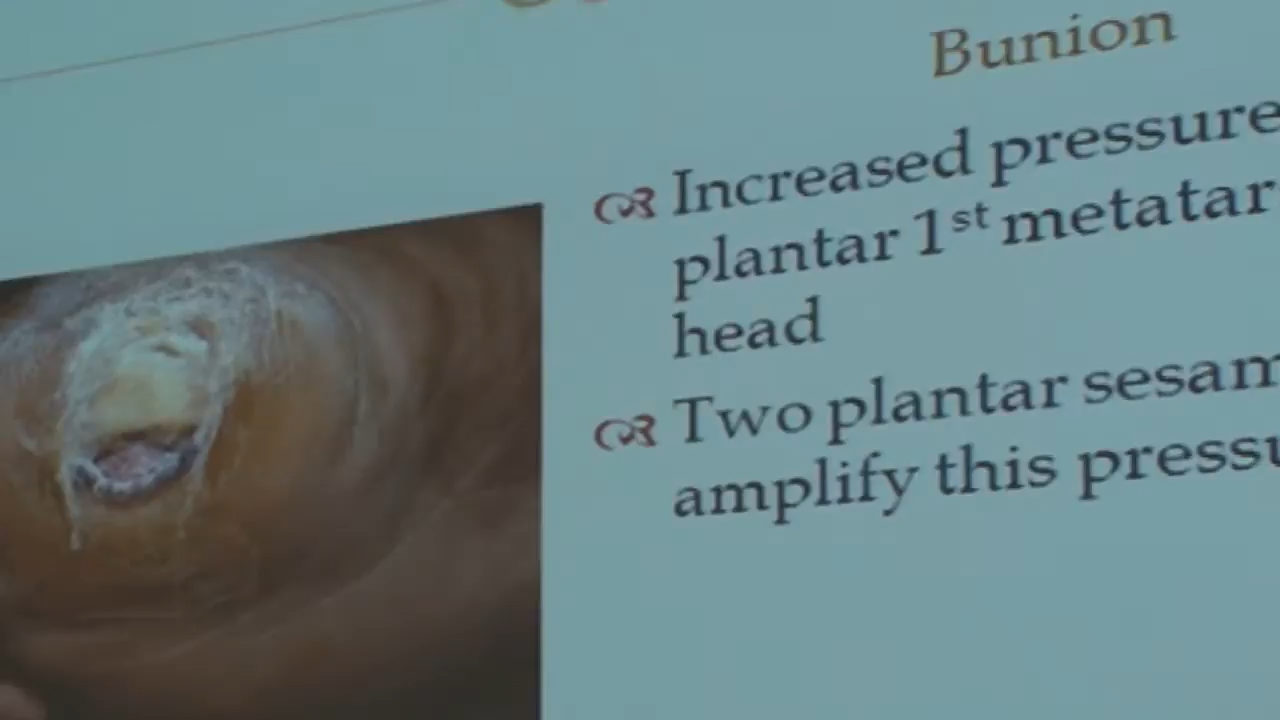 Bunion
Increased pressure
plantar 1st metatar
head
Two plantar sesam
amplify this pressu